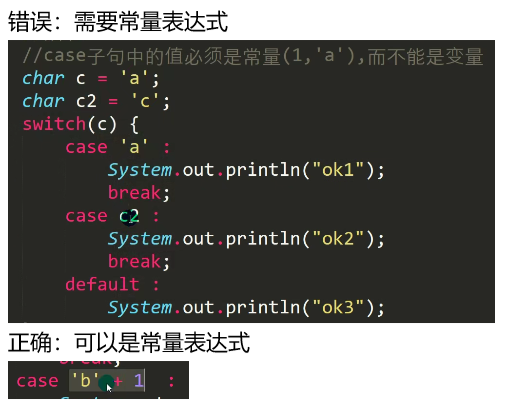 错误：需要常量表达式
//case子句中的值必须是常量(1,'a'),而不能是变量
char c = 'a';
char c2 = 'c';
switch(c) {
case 'a' :
System.out.println("ok1");
break;
case c2 :
System.out.println("ok2");
break;
default :
System.out.println("ok3");
正确：可以是常量表达式
case 'b' + 1 :